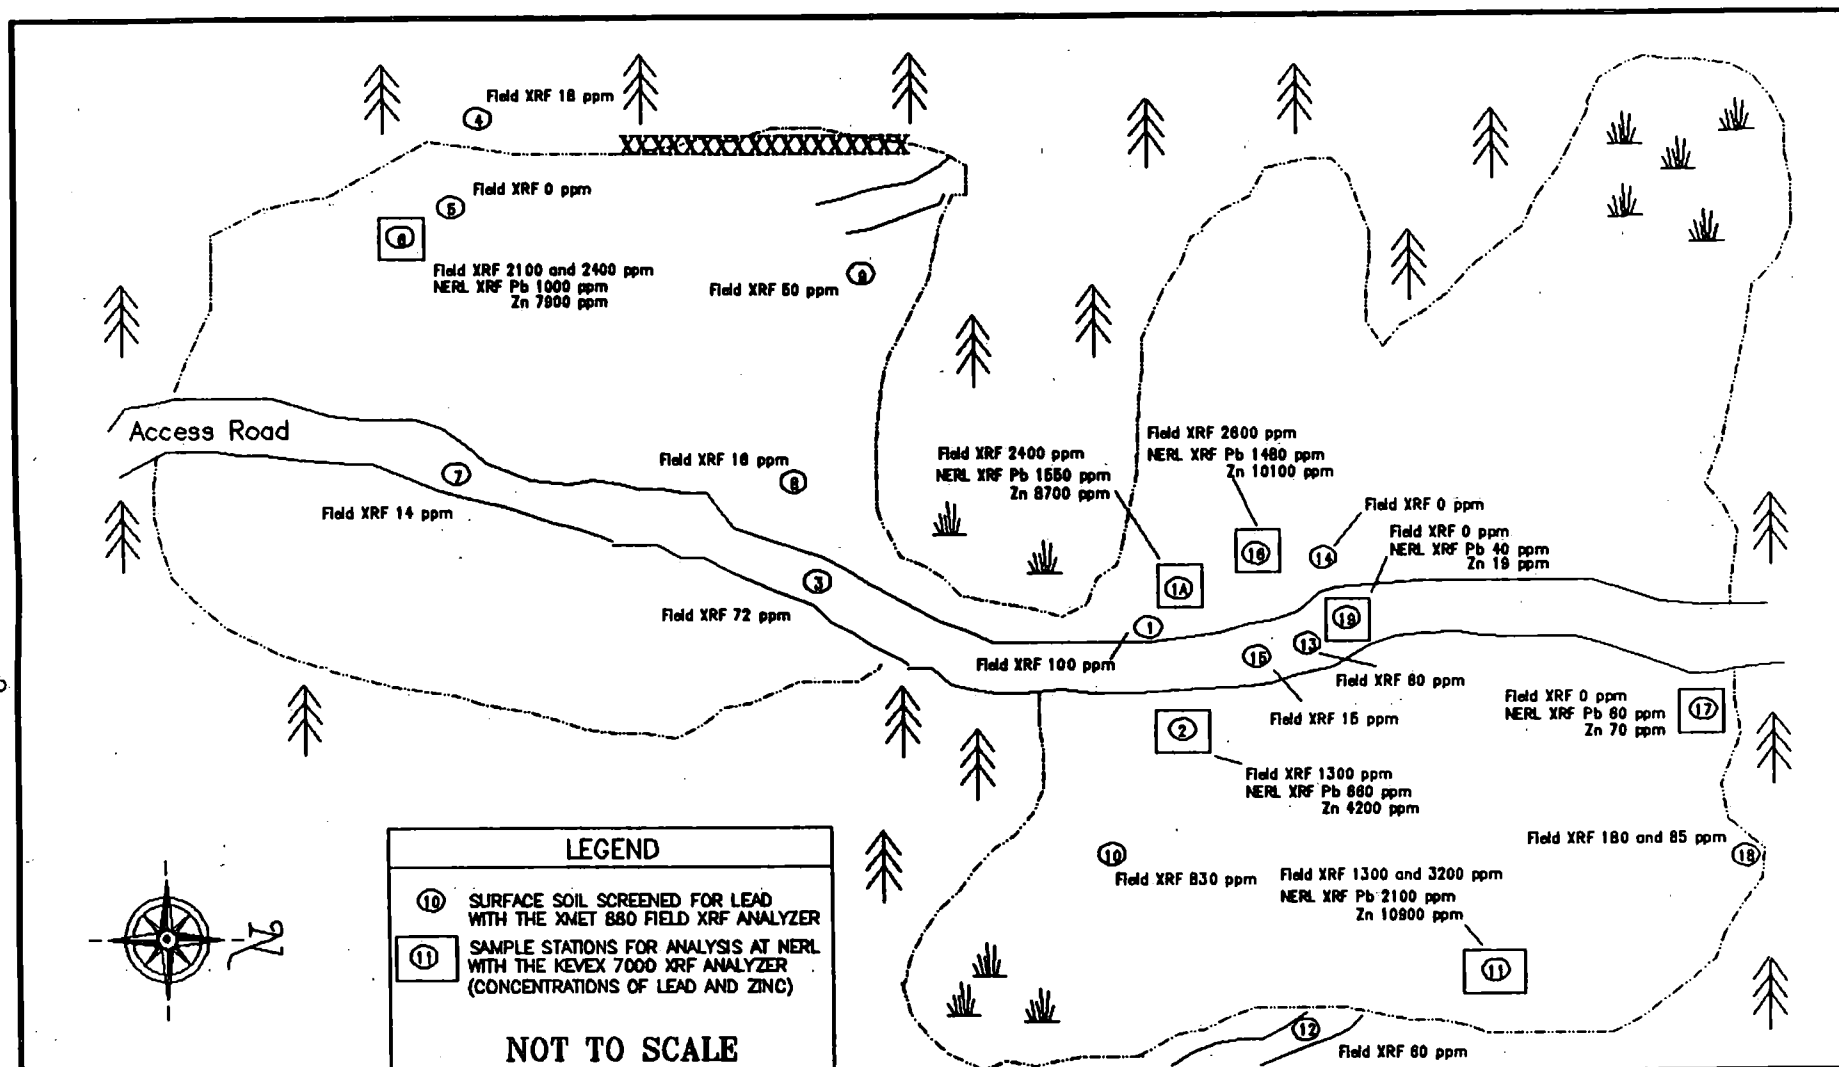 Field XRF 18 ppm
4
Field XRF 0 ppm
5
6
Field XRF 2100 and 2400 ppm
NERL XRF Pb 1000 ppm
Zn 7900 ppm
9
Field XRF 50 ppm
Access Road
7
Field XRF 14 ppm
Field XRF 16 ppm
8
3
Field XRF 72 ppm
Field XRF 2400 ppm
NERL XRF Pb 1550 ppm
Zn 8700 ppm
1A
Field XRF 2600 ppm
NERL XRF Pb 1480 ppm
Zn 10100 ppm
16
Field XRF 0 ppm
14
Field XRF 0 ppm
NERL XRF Pb 40 ppm
Zn 19 ppm
19
1
Field XRF 100 ppm
15
13
Field XRF 60 ppm
Field XRF 15 ppm
2
Field XRF 1300 ppm
NERL XRF Pb 860 ppm
Zn 4200 ppm
Field XRF 0 ppm
NERL XRF Pb 60 ppm
Zn 70 ppm
17
Field XRF 180 and 85 ppm
18
10
Field XRF 830 ppm
Field XRF 1300 and 3200 ppm
NERL XRF Pb 2100 ppm
Zn 10900 ppm
11
12
Field XRF 60 ppm
N
LEGEND
10
SURFACE SOIL SCREENED FOR LEAD
WITH THE XMET 880 FIELD XRF ANALYZER
11
SAMPLE STATIONS FOR ANALYSIS AT NERL
WITH THE KEVEX 7000 XRF ANALYZER
(CONCENTRATIONS OF LEAD AND ZINC)
NOT TO SCALE